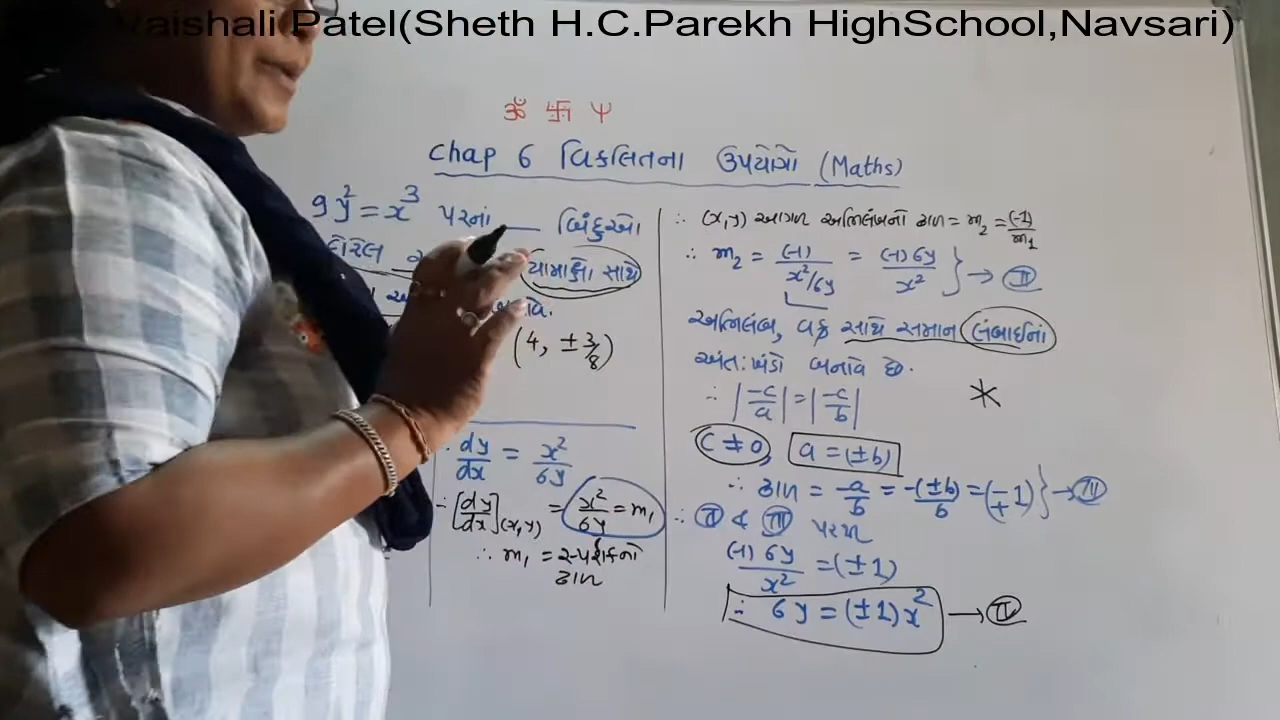 Vaishali Patel(Sheth H.C.Parekh HighSchool,Navsari)
ॐ 卐 Ψ
Chap 6 વિકલિતના ઉપયોગો (Maths)
9y² = x³ પરનાં ___ બિંદુઓ
દોરેલ યામાક્ષો સાથે
(4, ± 3/8)
dy/dx = x²/6y
∴ [dy/dx](x,y) = x²/6y = m₁
∴ m₁ = સ્પર્શકનો
ઢાળ
∴ (x,y) આગળ અભિલંબનો ઢાળ = m₂ = (-1)/m₁
∴ m₂ = (-1)/(x²/6y) = (-1)6y/x² } → II
અભિલંબ, વક્ર સાથે સમાન લંબાઈનાં
અંત:ખંડો બનાવે છે.
∴ |-c/a| = |-c/b| *
C ≠ 0, a = (±b)
∴ ઢાળ = -a/b = -(±b)/b = (∓1) } → III
∴ II & III પરથી
(-1)6y/x² = (±1)
∴ 6y = (±1)x² →